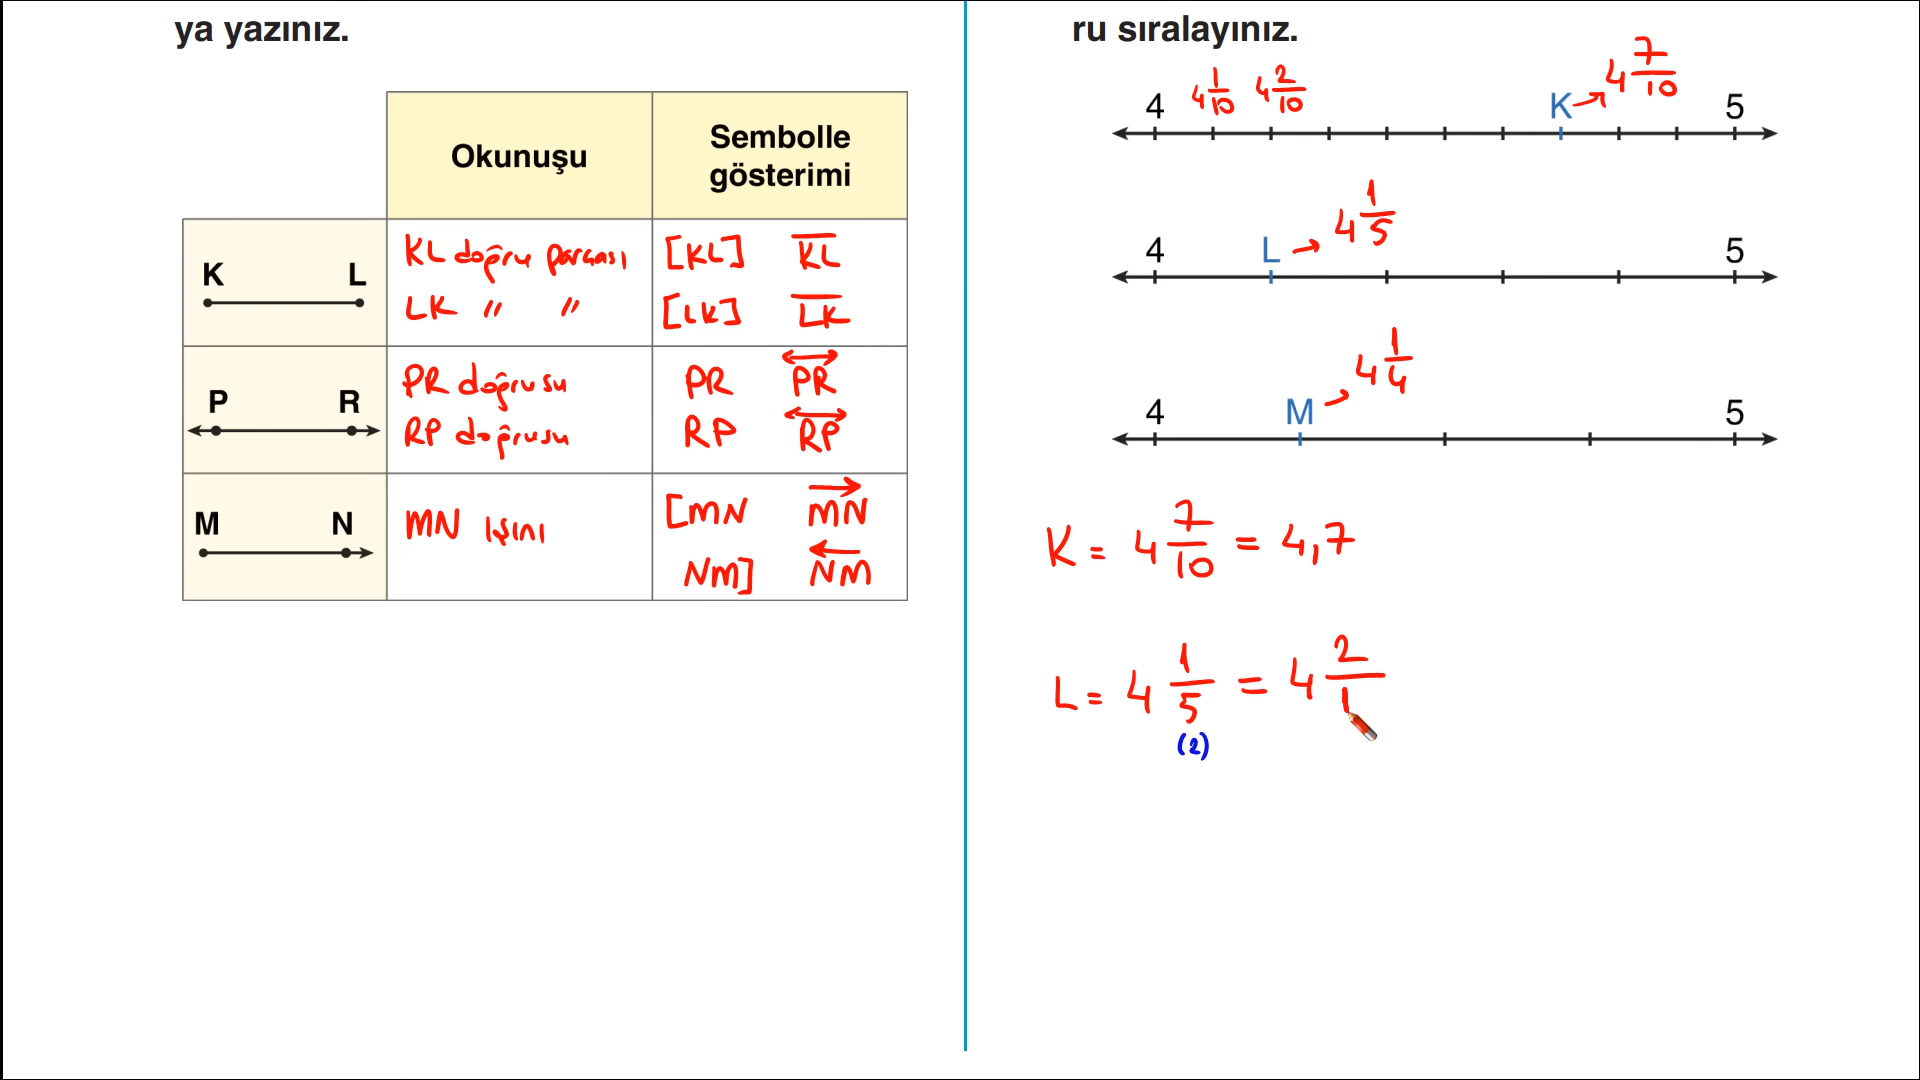 ya yazınız.
Okunuşu
Sembolle
gösterimi
K L
KL doğru parçası
LK " "
[KL] KL
[LK] LK
P R
PR doğrusu
RP doğrusu
PR PR
RP RP
M N
MN ışını
[MN MN
NM] NM
ru sıralayınız.
4 4 1/10 4 2/10 K → 4 7/10 5
4 L → 4 1/5 5
4 M → 4 1/4 5
K = 4 7/10 = 4,7
L = 4 1/5 = 4 2/1
(2)